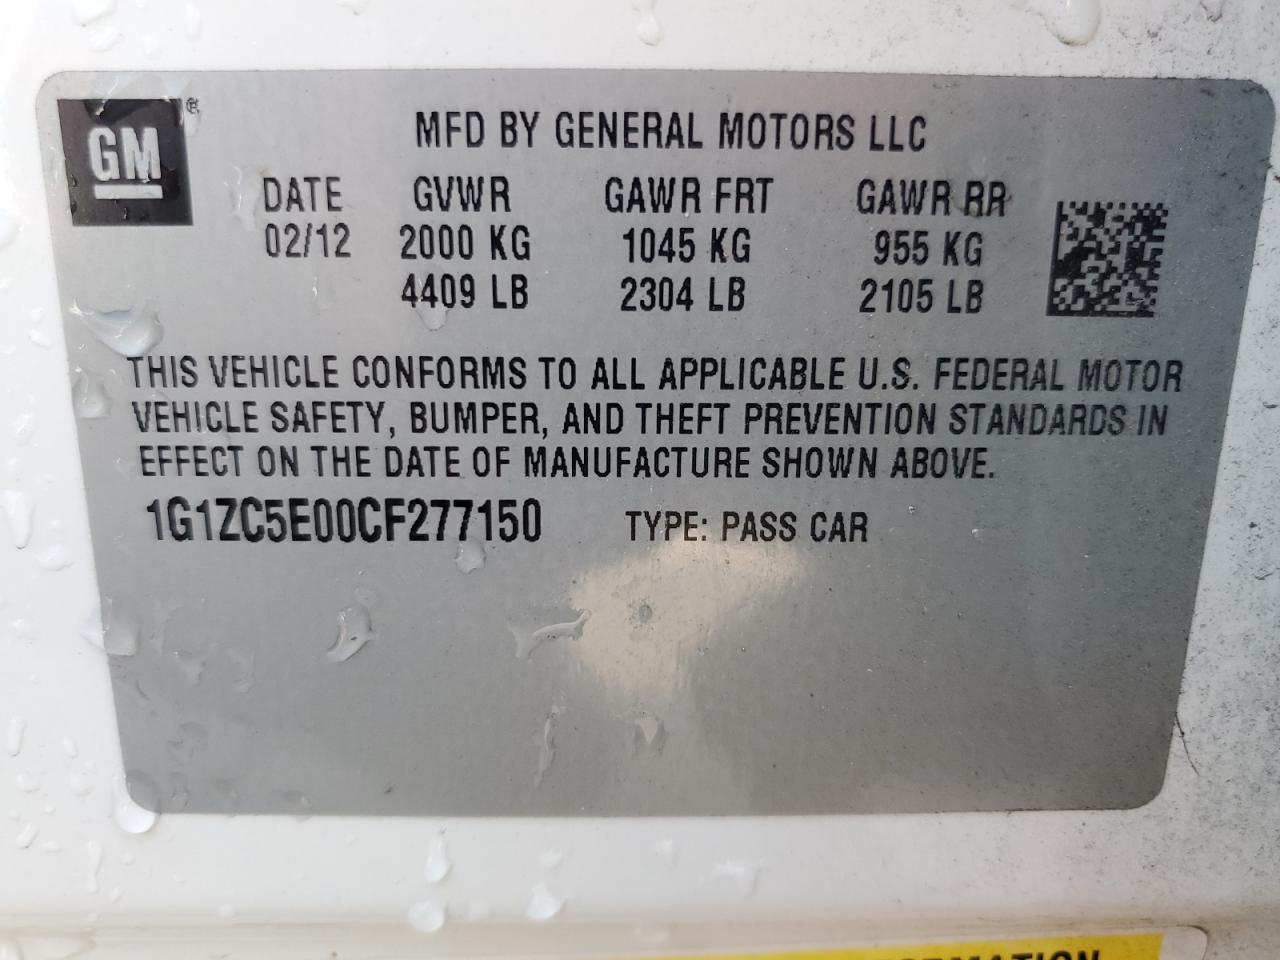 GM ®
MFD BY GENERAL MOTORS LLC
DATE GVWR GAWR FRT GAWR RR
02/12 2000 KG 1045 KG 955 KG
4409 LB 2304 LB 2105 LB
THIS VEHICLE CONFORMS TO ALL APPLICABLE U.S. FEDERAL MOTOR
VEHICLE SAFETY, BUMPER, AND THEFT PREVENTION STANDARDS IN
EFFECT ON THE DATE OF MANUFACTURE SHOWN ABOVE.
1G1ZC5E00CF277150 TYPE: PASS CAR